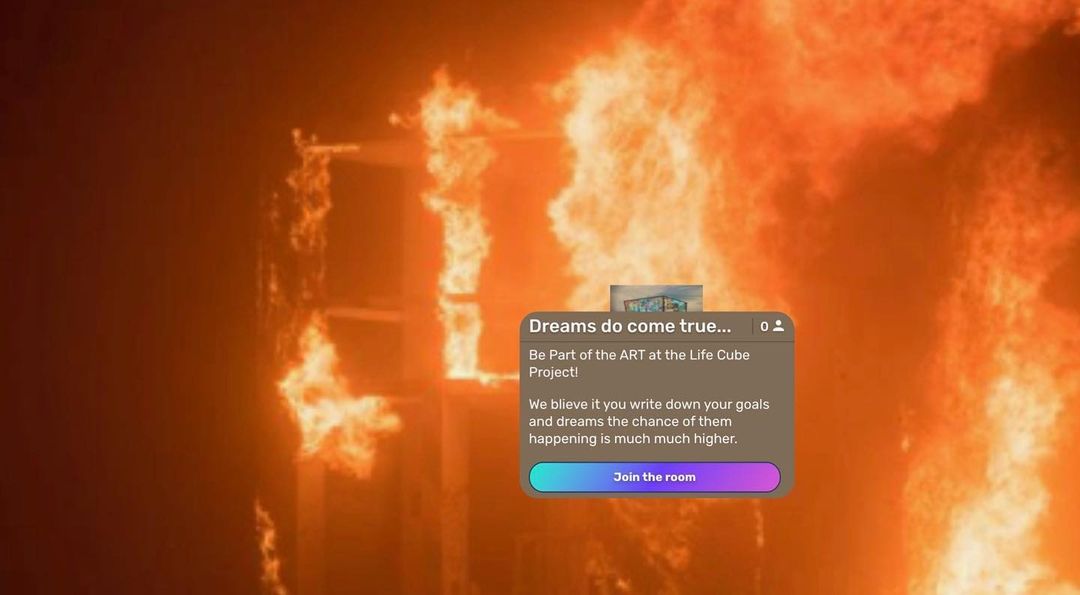 Dreams do come true...
0
Be Part of the ART at the Life Cube
Project!
We blieve it you write down your goals
and dreams the chance of them
happening is much much higher.
Join the room